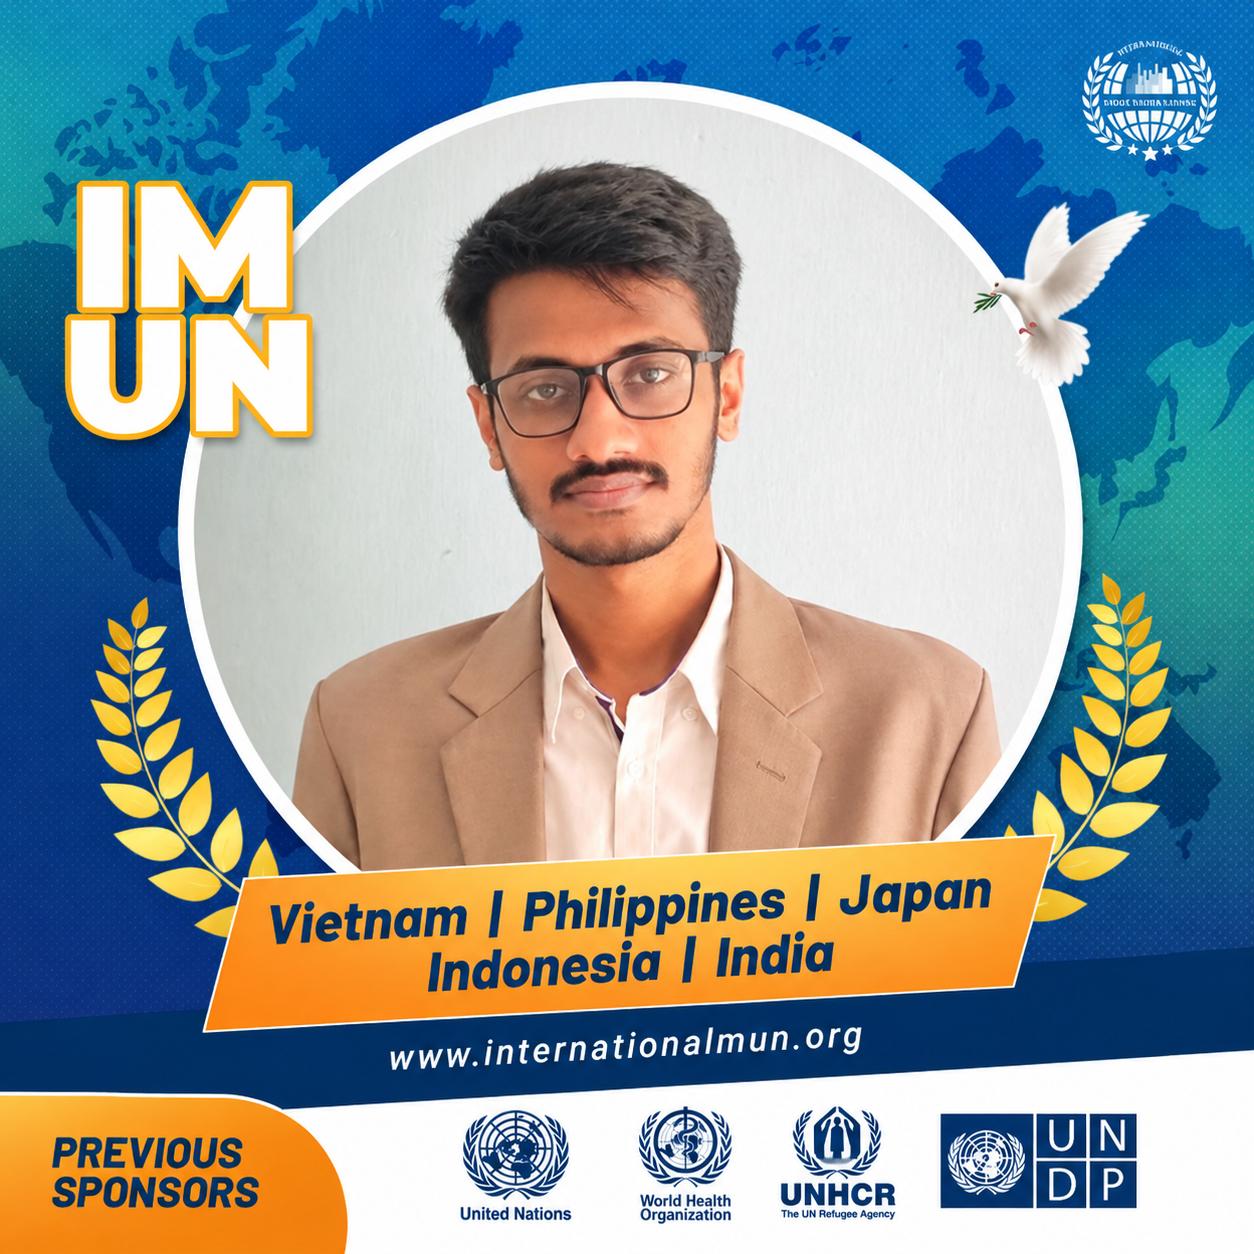 IM
UN
Vietnam | Philippines | Japan
Indonesia | India
www.internationalmun.org
PREVIOUS
SPONSORS
United Nations
World Health
Organization
UNHCR
The UN Refugee Agency
UN
DP